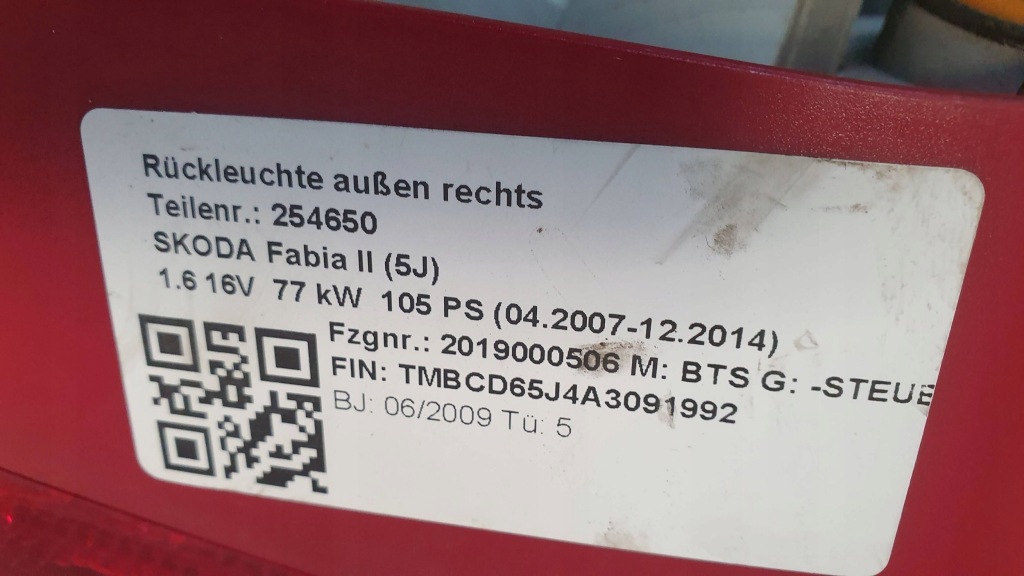 Rückleuchte außen rechts
Teilenr.: 254650
SKODA Fabia II (5J)
1.6 16V 77 kW 105 PS (04.2007-12.2014)
Fzgnr.: 2019000506 M: BTS G: -STEUE
FIN: TMBCD65J4A3091992
BJ: 06/2009 Tü: 5